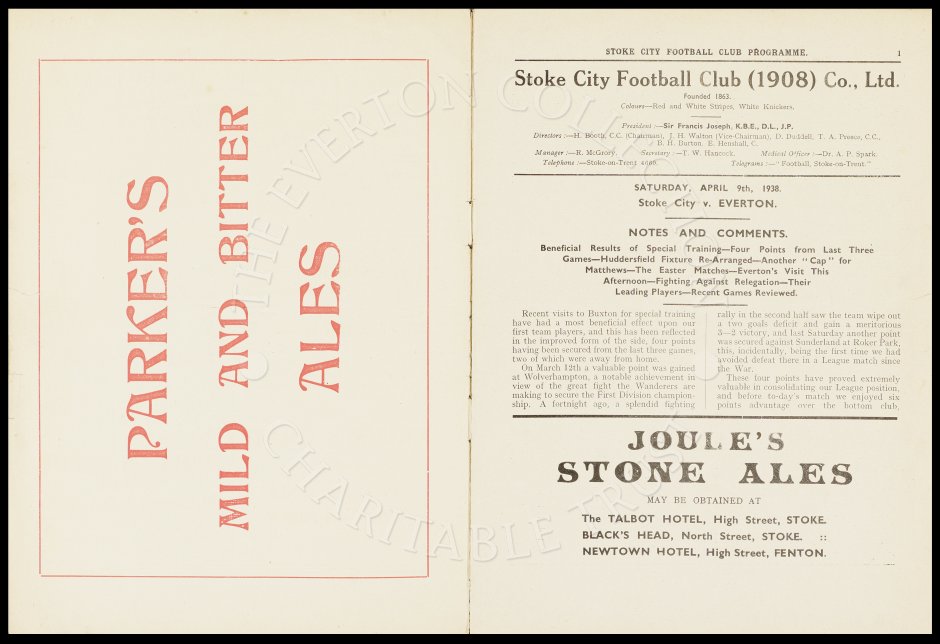 PARKER'S
MILD AND BITTER
ALES
STOKE CITY FOOTBALL CLUB PROGRAMME. 1
Stoke City Football Club (1908) Co., Ltd.
Founded 1863.
Colours—Red and White Stripes, White Knickers.
President :—Sir Francis Joseph, K.B.E., D.L., J.P.
Directors :—H. Booth, C.C. (Chairman), J. H. Walton (Vice-Chairman), D. Duddell, T. A. Preece, C.C.,
B. H. Barton, E. Henshall, C.
Manager :—R. McGrory. Secretary :—T. W. Hancock. Medical Officer :—Dr. A. P. Spark.
Telephone :—Stoke-on-Trent 4660. Telegrams :—"Football, Stoke-on-Trent."
SATURDAY, APRIL 9th, 1938.
Stoke City v. EVERTON.
NOTES AND COMMENTS.
Beneficial Results of Special Training—Four Points from Last Three
Games—Huddersfield Fixture Re-Arranged—Another "Cap" for
Matthews—The Easter Matches—Everton's Visit This
Afternoon—Fighting Against Relegation—Their
Leading Players—Recent Games Reviewed.
Recent visits to Buxton for special training
have had a most beneficial effect upon our
first team players, and this has been reflected
in the improved form of the side, four points
having been secured from the last three games,
two of which were away from home.
On March 12th a valuable point was gained
at Wolverhampton, a notable achievement in
view of the great fight the Wanderers are
making to secure the First Division champion-
ship. A fortnight ago, a splendid fighting
rally in the second half saw the team wipe out
a two goals deficit and gain a meritorious
3—2 victory, and last Saturday another point
was secured against Sunderland at Roker Park,
this, incidentally, being the first time we had
avoided defeat there in a League match since
the War.
These four points have proved extremely
valuable in consolidating our League position,
and before to-day's match we enjoyed six
points advantage over the bottom club,
JOULE'S
STONE ALES
MAY BE OBTAINED AT
The TALBOT HOTEL, High Street, STOKE.
BLACK'S HEAD, North Street, STOKE. ::
NEWTOWN HOTEL, High Street, FENTON.
© THE EVERTON COLLECTION
CHARITABLE TRUST